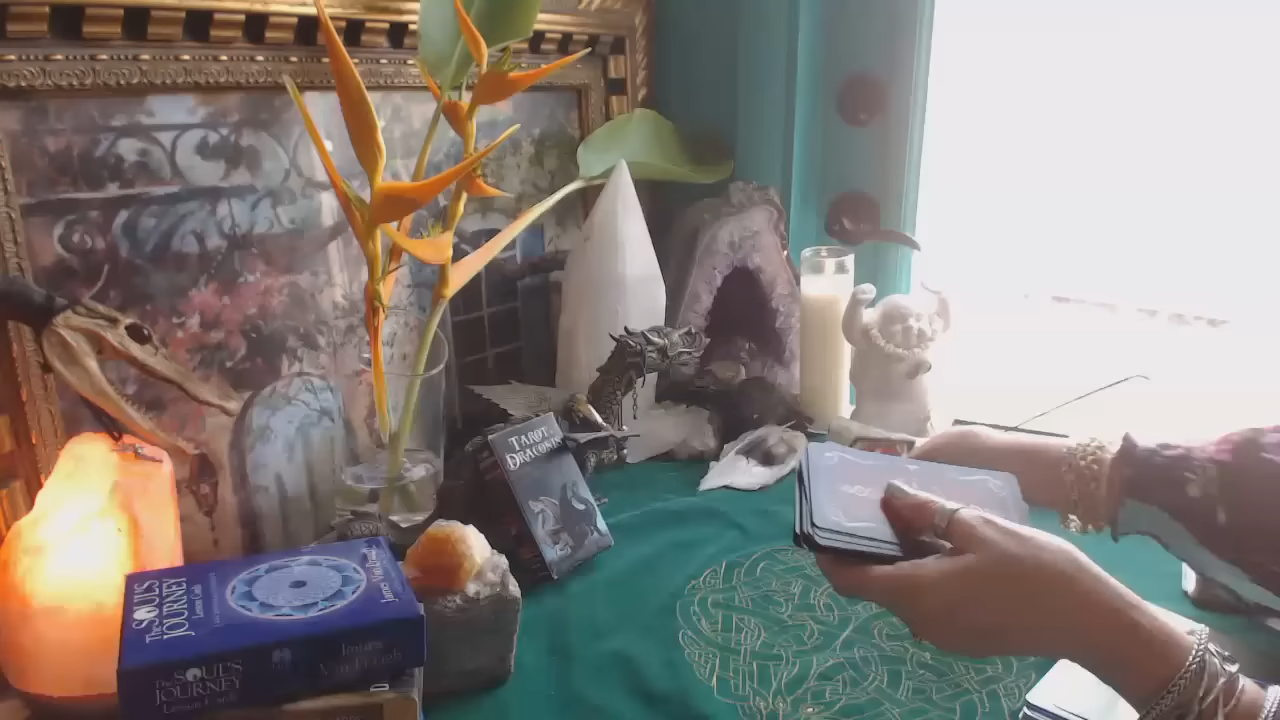 TAROT
DRACONIS
The
SOUL'S
JOURNEY
Lesson Cards
James Van Praagh
The
SOUL'S
JOURNEY
Lesson Cards
James
Van Praagh